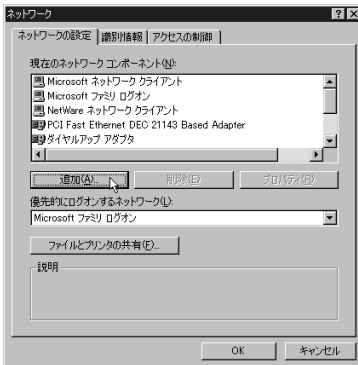 ネットワーク
ネットワークの設定 識別情報 アクセスの制御
現在のネットワーク コンポーネント(N):
Microsoft ネットワーク クライアント
Microsoft ファミリ ログオン
NetWare ネットワーク クライアント
PCI Fast Ethernet DEC 21143 Based Adapter
ダイヤルアップ アダプタ
追加(A)... 削除(E) プロパティ(R)
優先的にログオンするネットワーク(L):
Microsoft ファミリ ログオン
ファイルとプリンタの共有(F)...
説明
OK キャンセル